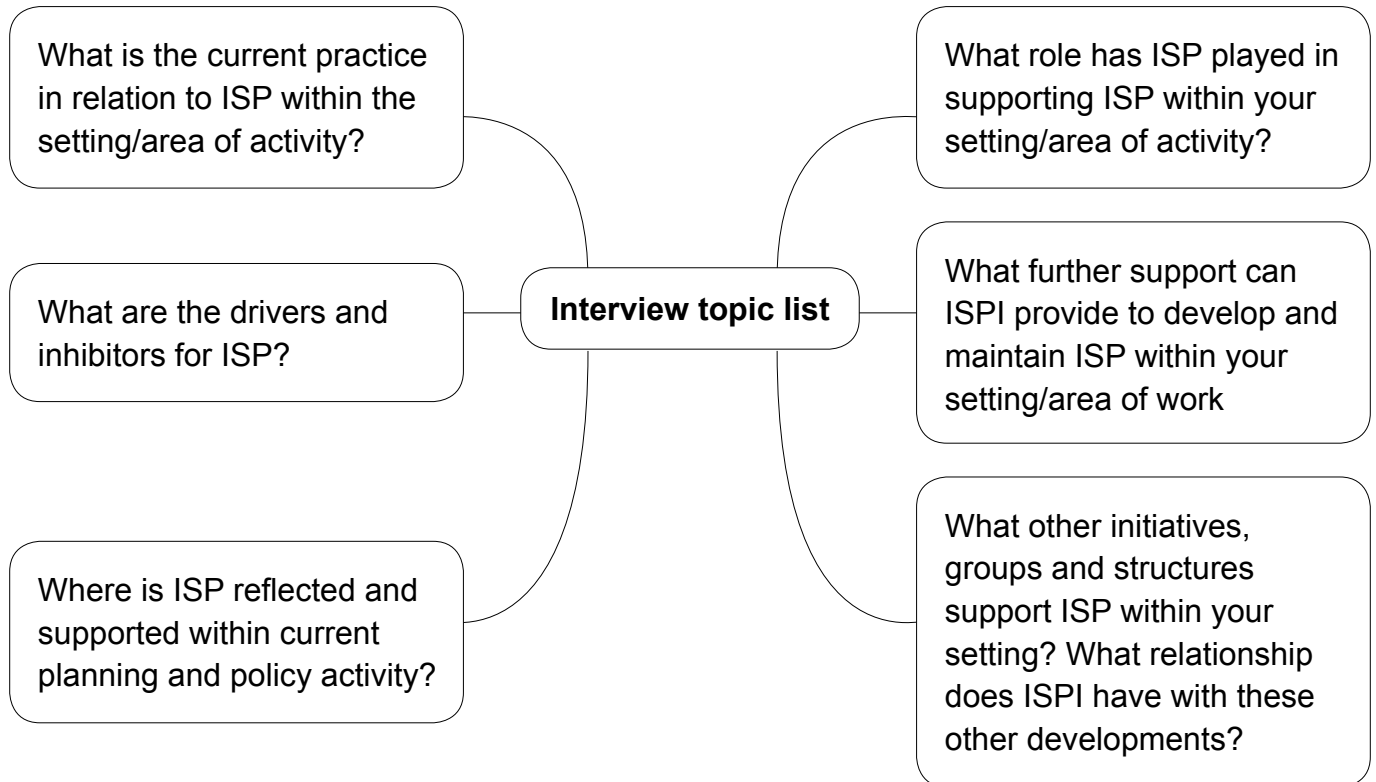 What is the current practice
in relation to ISP within the
setting/area of activity?
What are the drivers and
inhibitors for ISP?
Where is ISP reflected and
supported within current
planning and policy activity?
Interview topic list
What role has ISP played in
supporting ISP within your
setting/area of activity?
What further support can
ISPI provide to develop and
maintain ISP within your
setting/area of work
What other initiatives,
groups and structures
support ISP within your
setting? What relationship
does ISPI have with these
other developments?